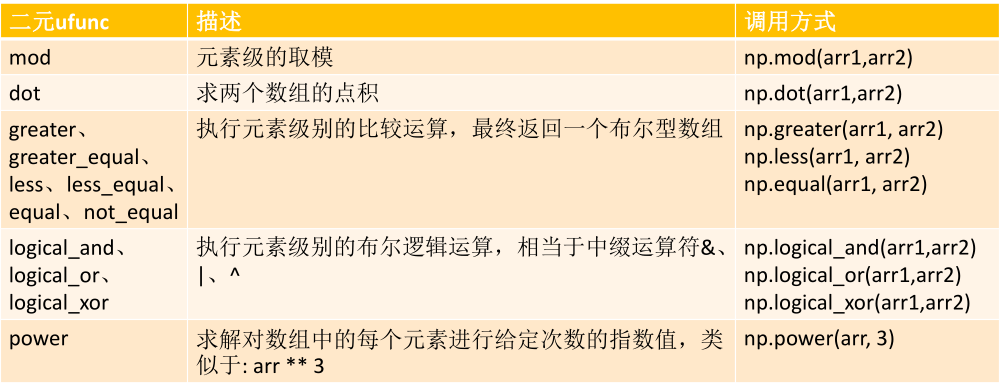 二元ufunc 描述 调用方式
mod 元素级的取模 np.mod(arr1,arr2)
dot 求两个数组的点积 np.dot(arr1,arr2)
greater、 执行元素级别的比较运算，最终返回一个布尔型数组 np.greater(arr1, arr2)
greater_equal、 np.less(arr1, arr2)
less、less_equal、 np.equal(arr1, arr2)
equal、not_equal
logical_and、 执行元素级别的布尔逻辑运算，相当于中缀运算符&、 np.logical_and(arr1,arr2)
logical_or、 |、^ np.logical_or(arr1,arr2)
logical_xor np.logical_xor(arr1,arr2)
power 求解对数组中的每个元素进行给定次数的指数值，类 np.power(arr, 3)
似于: arr ** 3